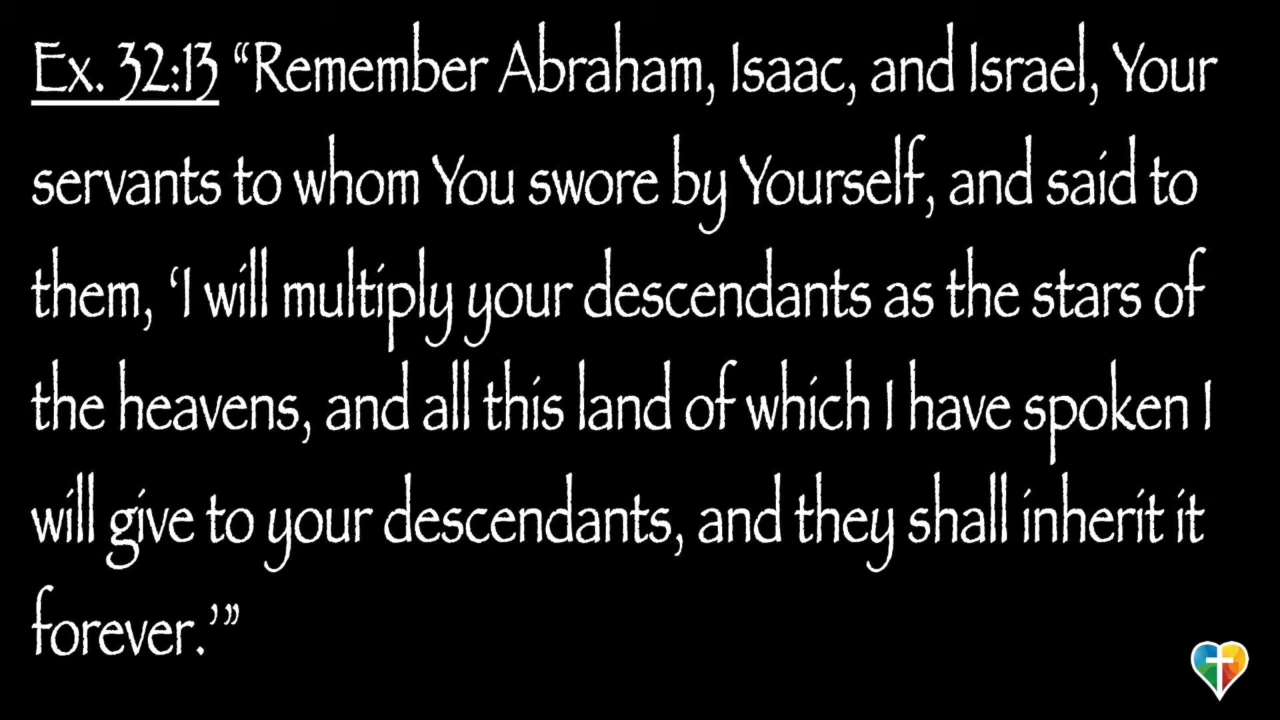 Ex. 32:13 “Remember Abraham, Isaac, and Israel, Your
servants to whom You swore by Yourself, and said to
them, ‘I will multiply your descendants as the stars of
the heavens, and all this land of which I have spoken I
will give to your descendants, and they shall inherit it
forever.’”